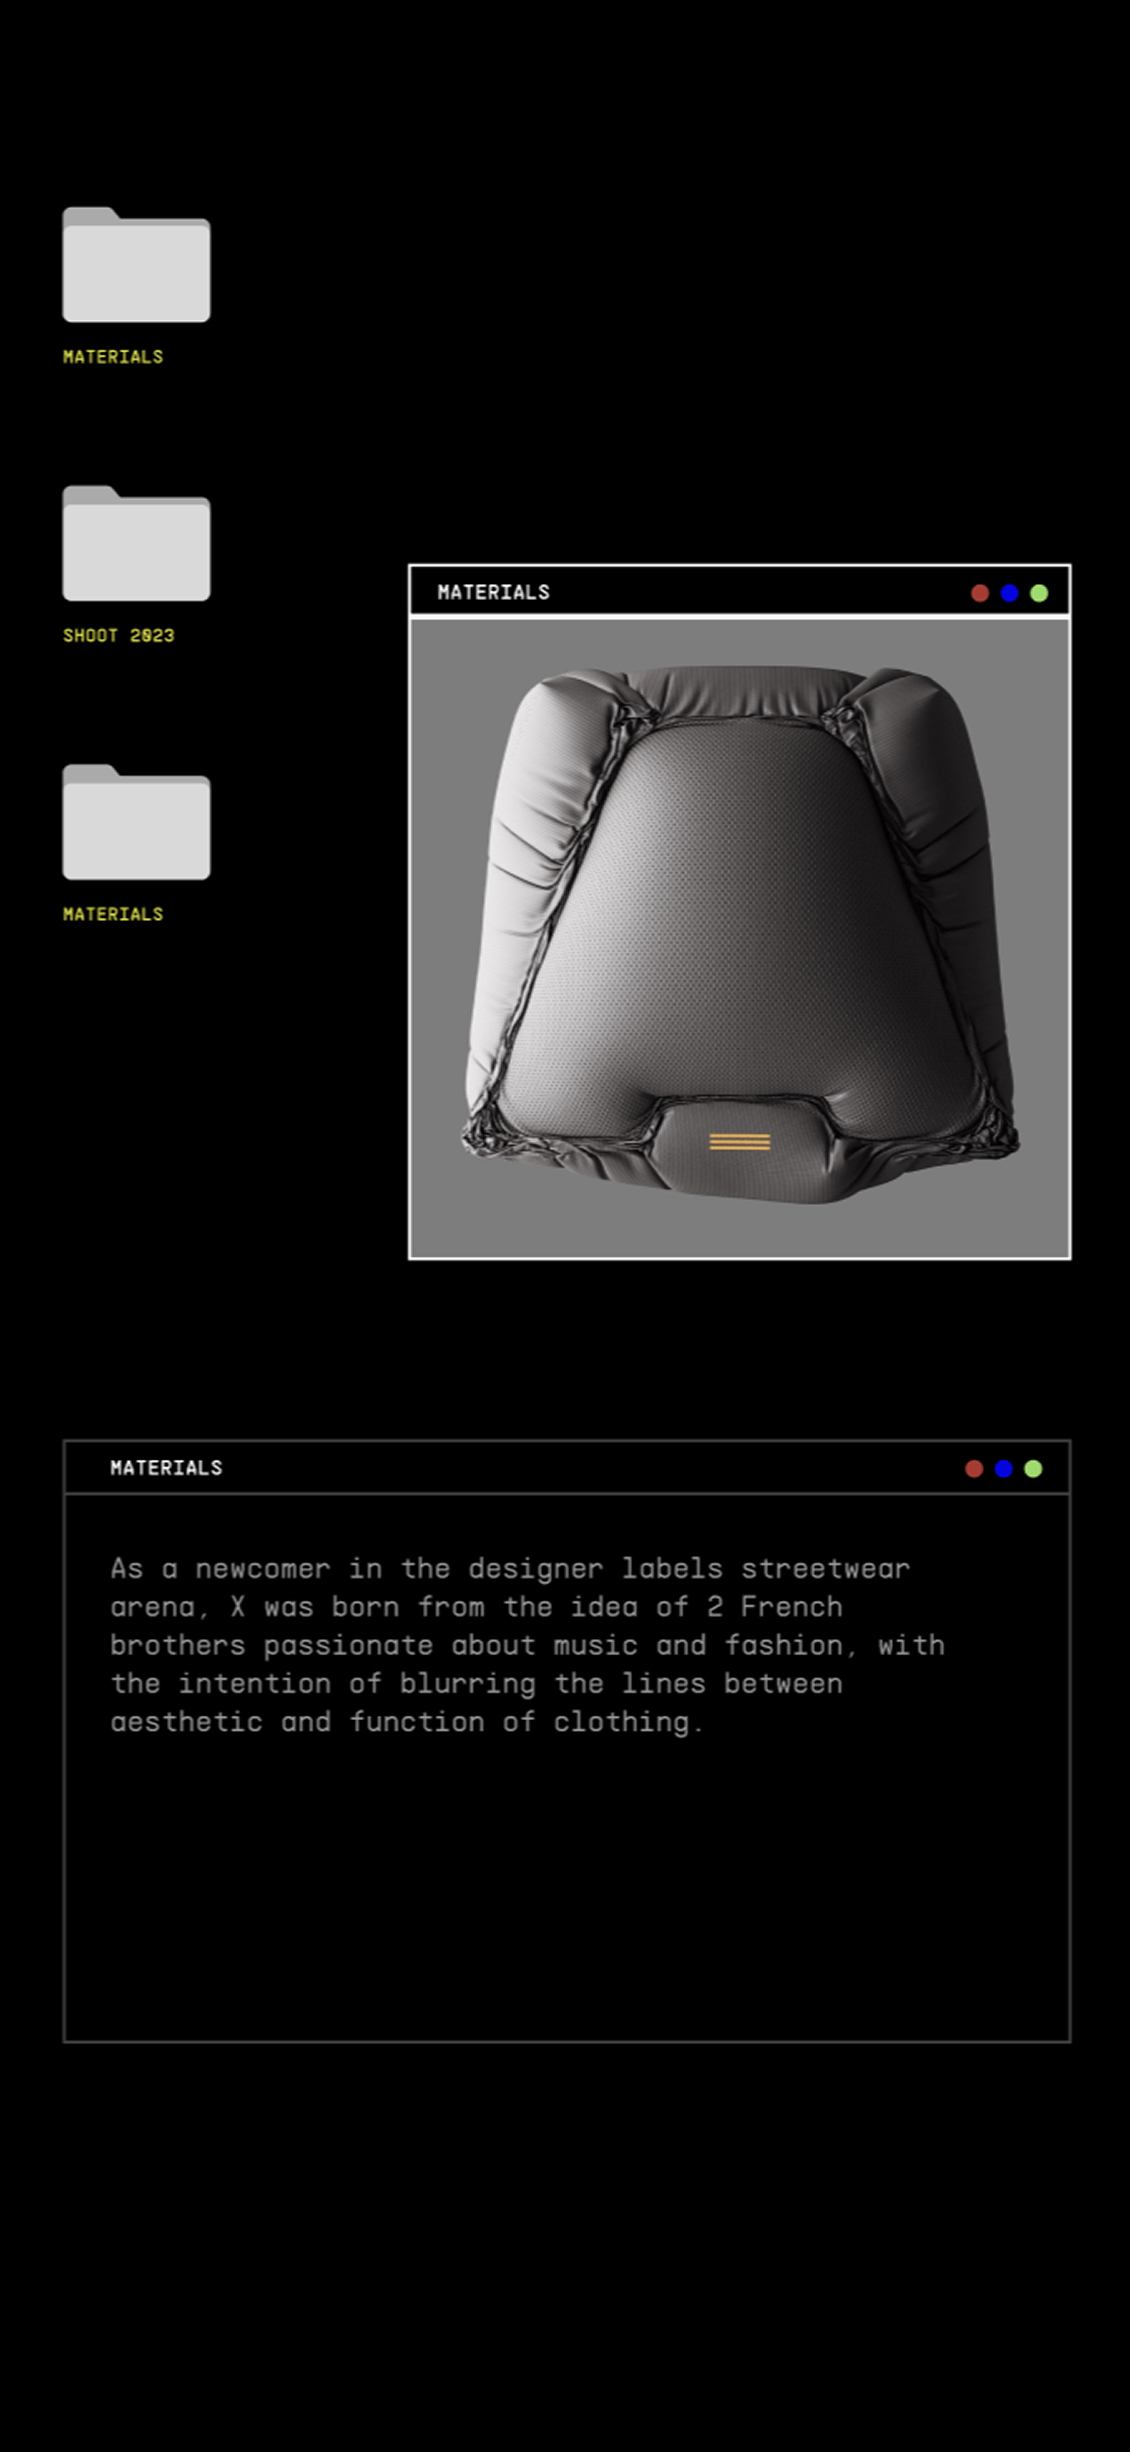 MATERIALS
SHOOT 2023
MATERIALS
MATERIALS
MATERIALS
As a newcomer in the designer labels streetwear
arena, X was born from the idea of 2 French
brothers passionate about music and fashion, with
the intention of blurring the lines between
aesthetic and function of clothing.